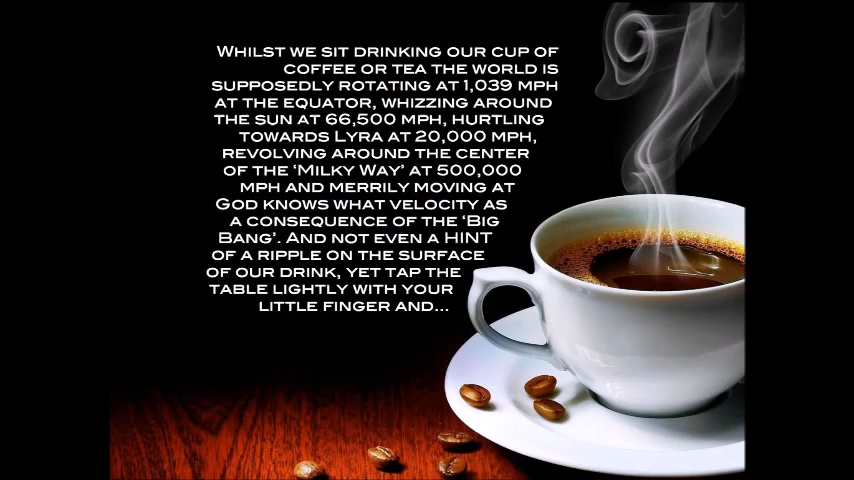 Whilst we sit drinking our cup of
coffee or tea the world is
supposedly rotating at 1,039 mph
at the equator, whizzing around
the sun at 66,500 mph, hurtling
towards Lyra at 20,000 mph,
revolving around the center
of the ‘Milky Way’ at 500,000
mph and merrily moving at
God knows what velocity as
a consequence of the ‘Big
Bang’. And not even a HINT
of a ripple on the surface
of our drink, yet tap the
table lightly with your
little finger and...